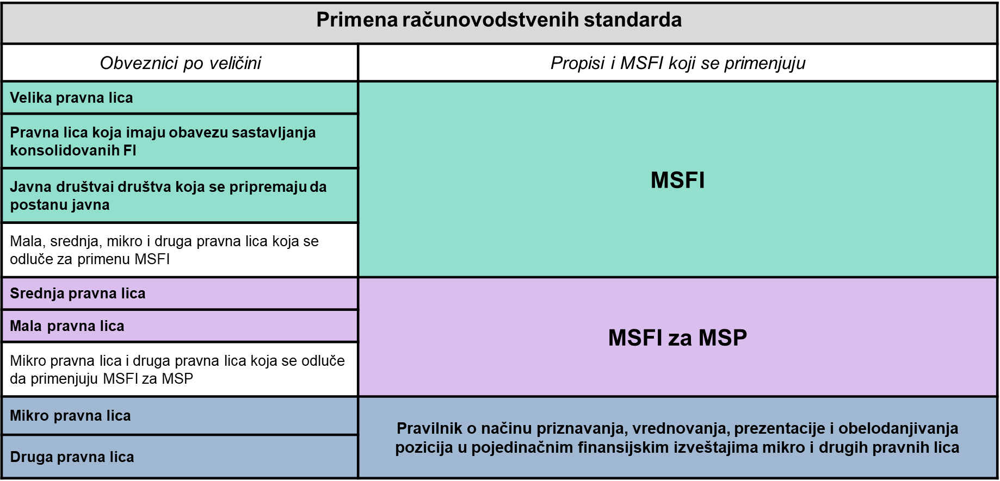 Primena računovodstvenih standarda
Obveznici po veličini
Propisi i MSFI koji se primenjuju
Velika pravna lica
Pravna lica koja imaju obavezu sastavljanja
konsolidovanih FI
Javna društvai društva koja se pripremaju da
postanu javna
Mala, srednja, mikro i druga pravna lica koja se
odluče za primenu MSFI
MSFI
Srednja pravna lica
Mala pravna lica
Mikro pravna lica i druga pravna lica koja se odluče
da primenjuju MSFI za MSP
MSFI za MSP
Mikro pravna lica
Druga pravna lica
Pravilnik o načinu priznavanja, vrednovanja, prezentacije i obelodanjivanja
pozicija u pojedinačnim finansijskim izveštajima mikro i drugih pravnih lica